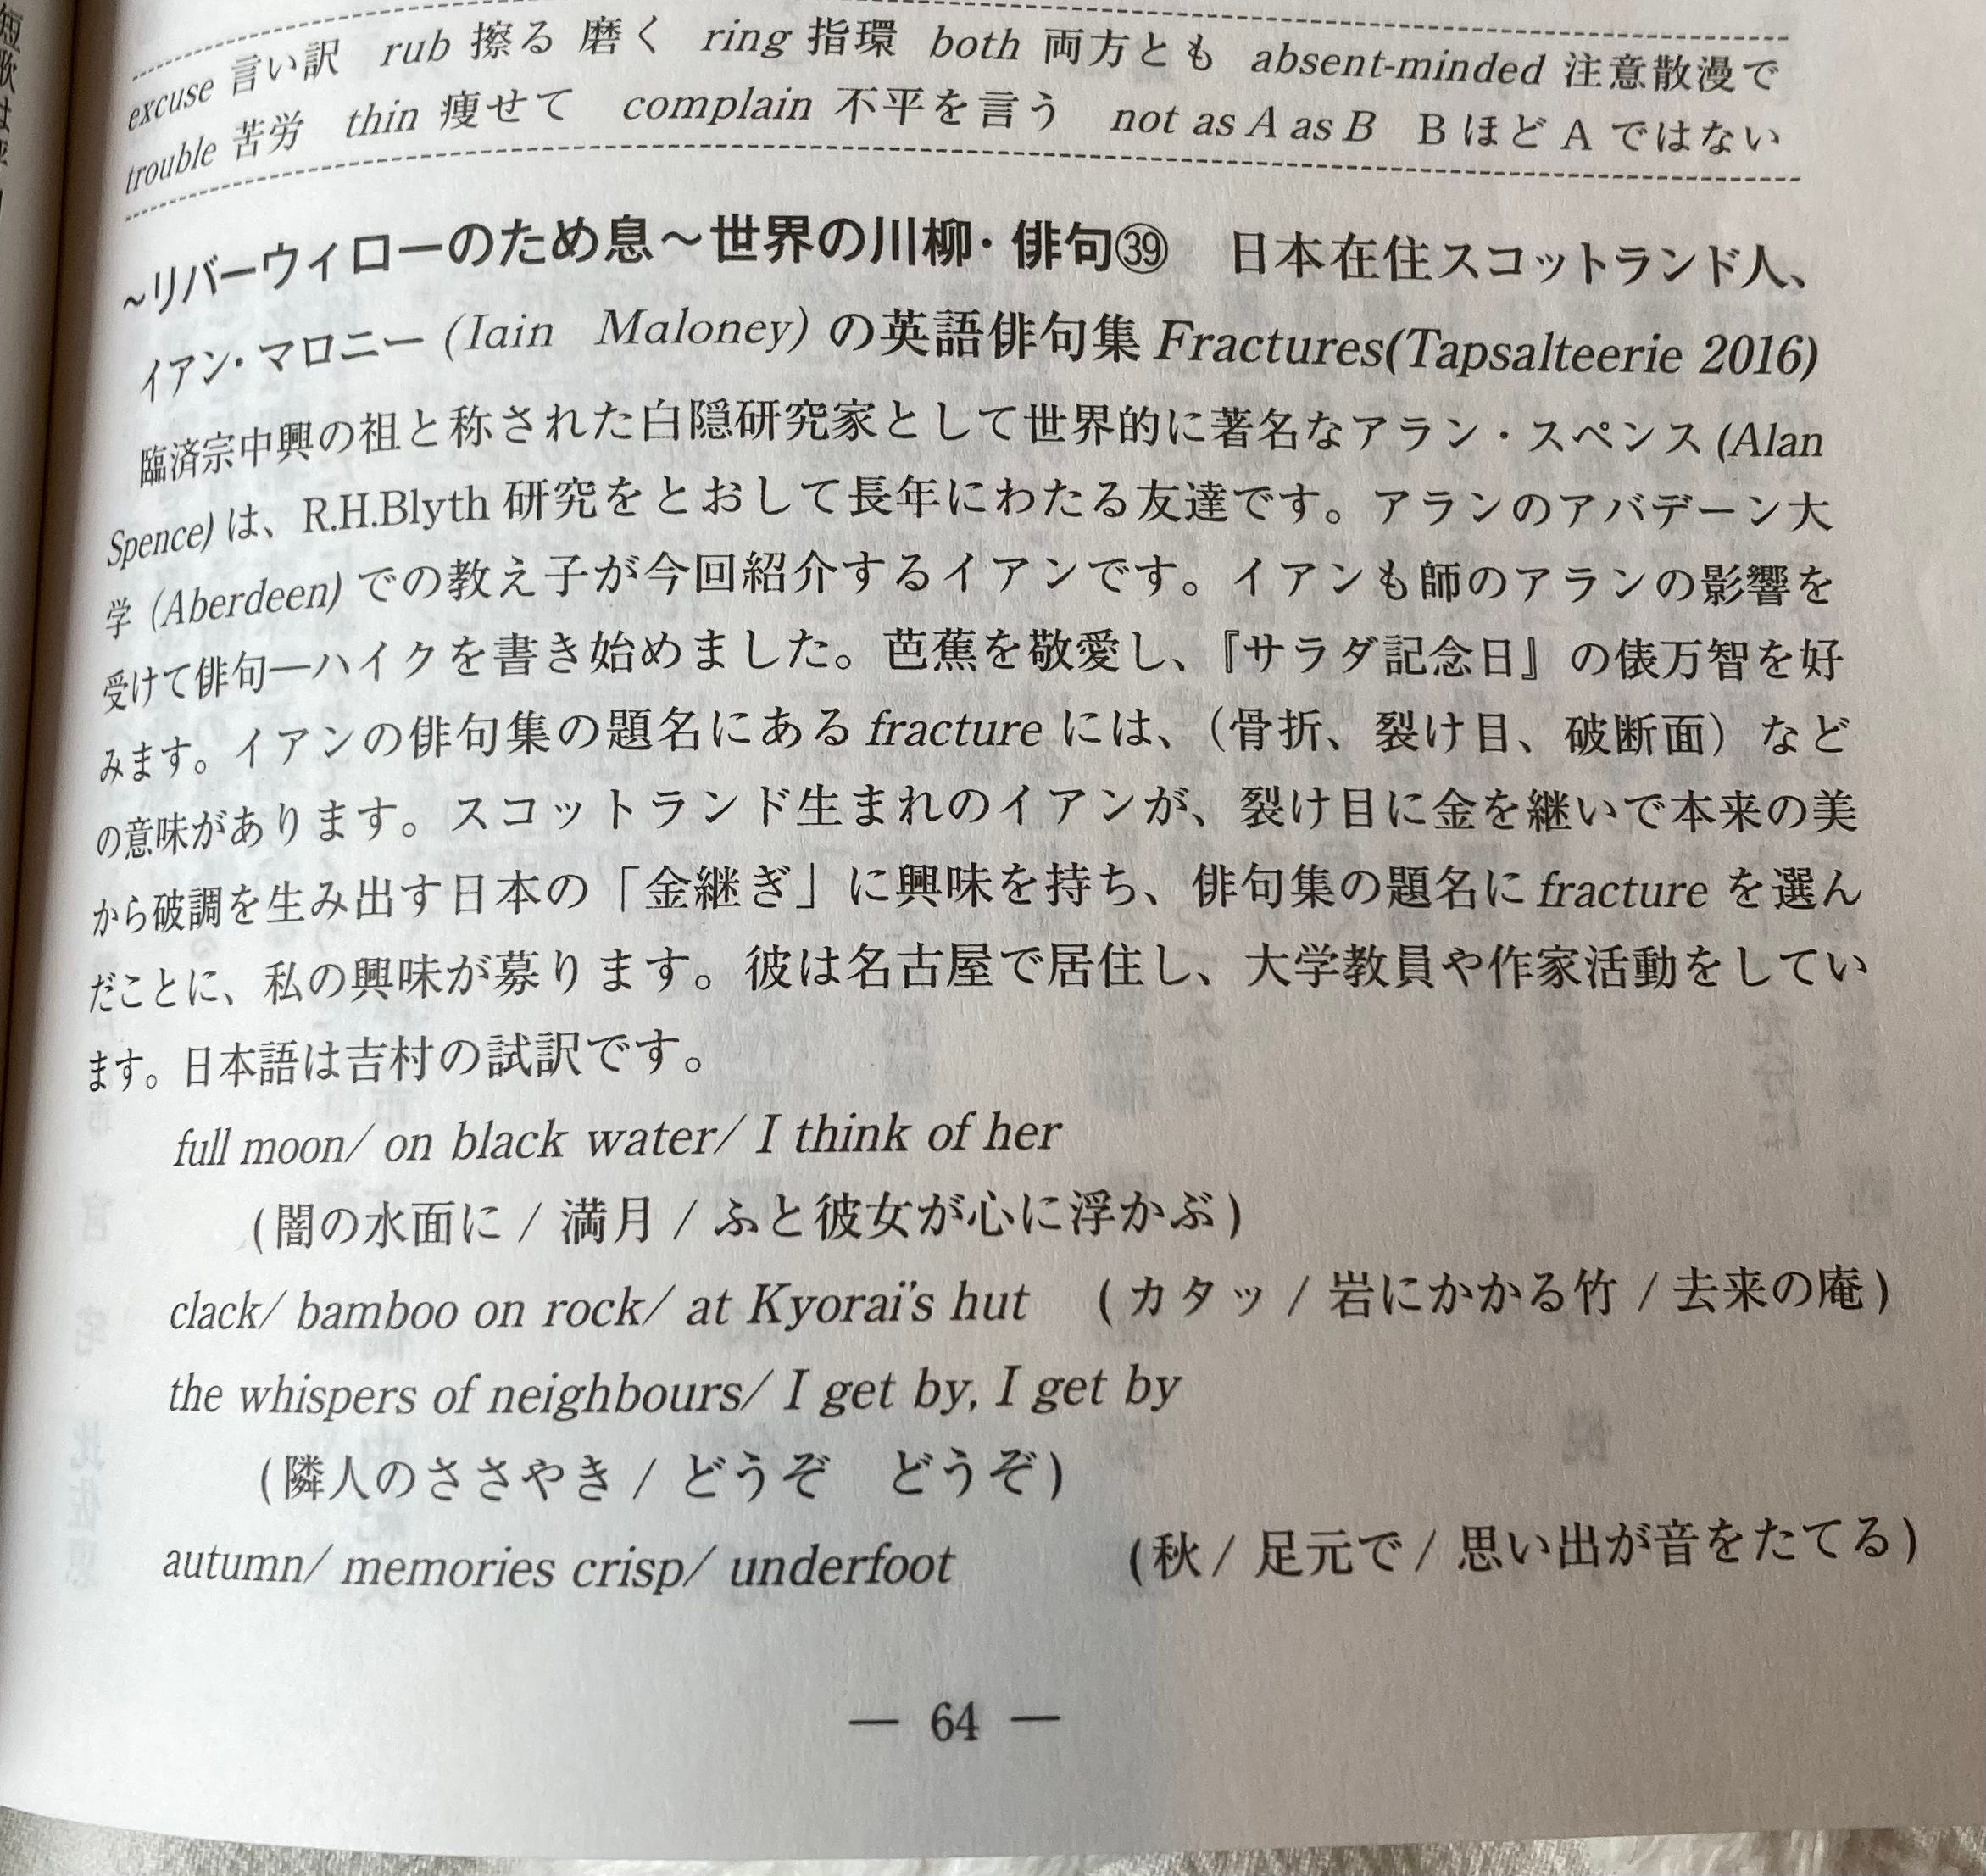 excuse 言い訳　rub 擦る 磨く　ring 指環　both 両方とも　absent-minded 注意散漫で
trouble 苦労　thin 痩せて　complain 不平を言う　not as A as B　B ほど A ではない
~リバーウィローのため息～世界の川柳・俳句㊴　日本在住スコットランド人、
イアン・マロニー (Iain Maloney) の英語俳句集 Fractures(Tapsalteerie 2016)
臨済宗中興の祖と称された白隠研究家として世界的に著名なアラン・スペンス (Alan
Spence) は、R.H.Blyth 研究をとおして長年にわたる友達です。アランのアバデーン大
学 (Aberdeen) での教え子が今回紹介するイアンです。イアンも師のアランの影響を
受けて俳句―ハイクを書き始めました。芭蕉を敬愛し、『サラダ記念日』の俵万智を好
みます。イアンの俳句集の題名にある fracture には、（骨折、裂け目、破断面）など
の意味があります。スコットランド生まれのイアンが、裂け目に金を継いで本来の美
から破調を生み出す日本の「金継ぎ」に興味を持ち、俳句集の題名に fracture を選ん
だことに、私の興味が募ります。彼は名古屋で居住し、大学教員や作家活動をしてい
ます。日本語は吉村の試訳です。
full moon/ on black water/ I think of her
(闇の水面に / 満月 / ふと彼女が心に浮かぶ)
clack/ bamboo on rock/ at Kyoraï's hut　(カタッ / 岩にかかる竹 / 去来の庵)
the whispers of neighbours/ I get by, I get by
(隣人のささやき / どうぞ　どうぞ)
autumn/ memories crisp/ underfoot　(秋 / 足元で / 思い出が音をたてる)
― 64 ―